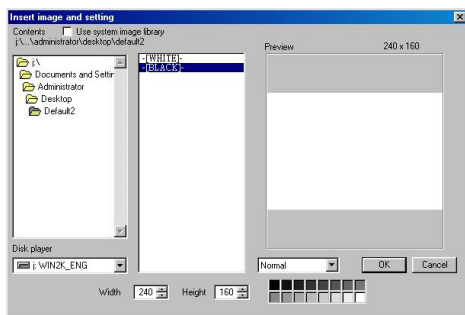 Insert image and setting
Contents
Use system image library
j:\...\administrator\desktop\default2
Preview
240 x 160
j:\
Documents and Settir
Administrator
Desktop
Default2
-[WHITE]-
-[BLACK]-
Disk player
j: WIN2K_ENG
Normal
OK
Cancel
Width
240
Height
160